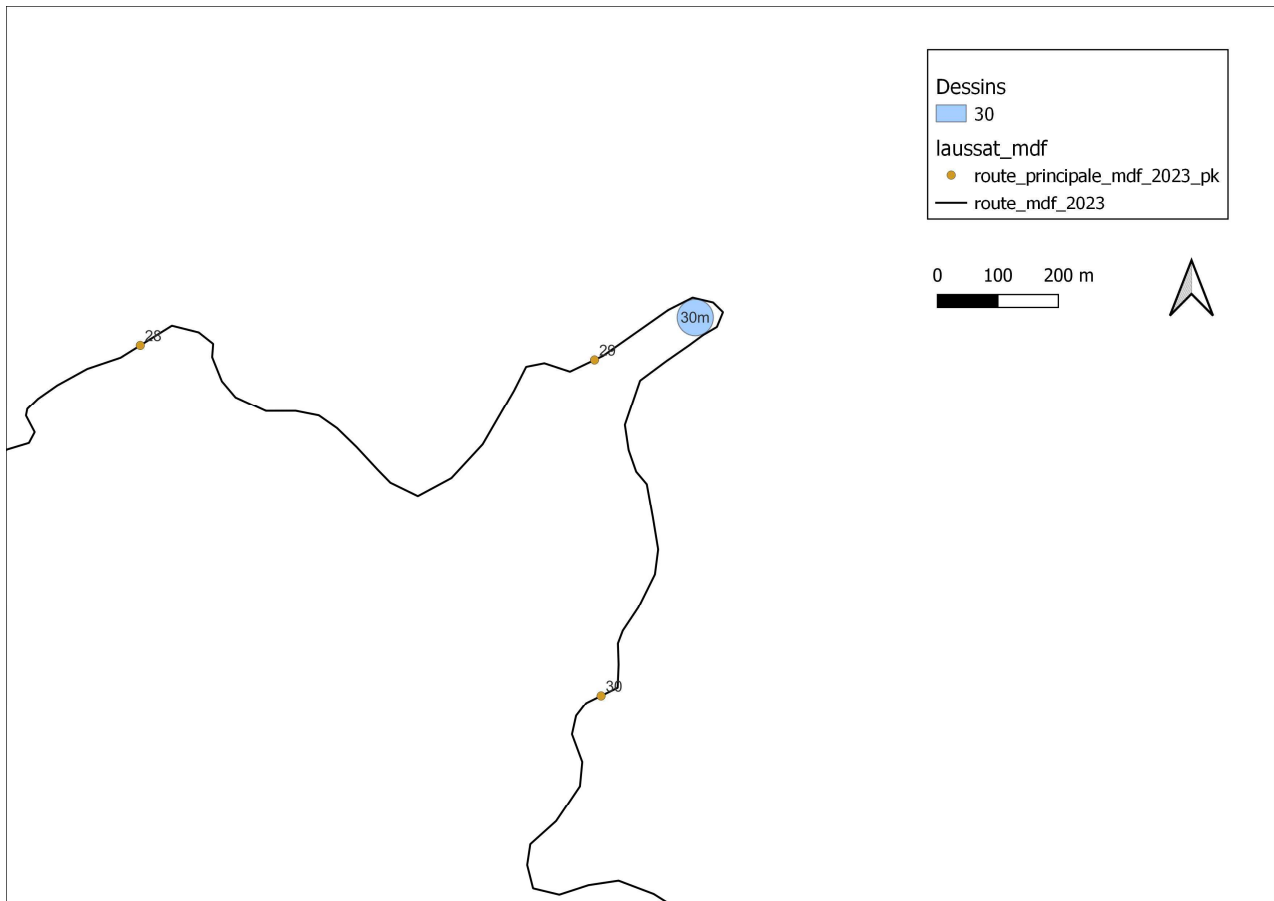 Dessins
30
laussat_mdf
route_principale_mdf_2023_pk
route_mdf_2023
0 100 200 m
30m
28
29
30